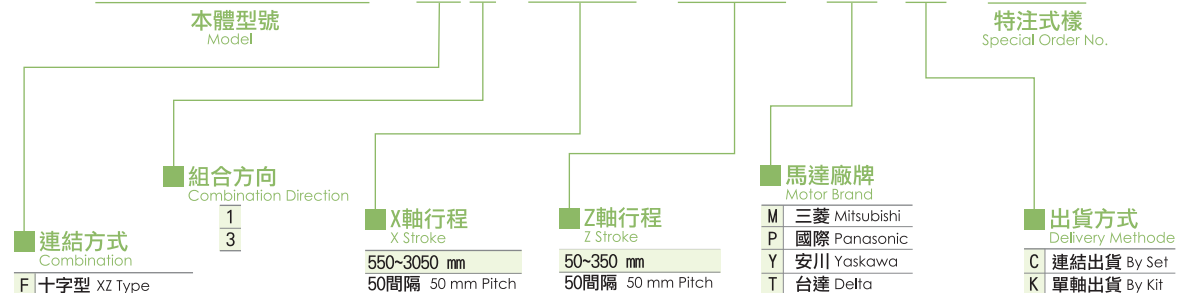 本體型號
Model
特注式樣
Special Order No.
組合方向
Combination Direction
1
3
馬達廠牌
Motor Brand
M 三菱 Mitsubishi
P 國際 Panasonic
Y 安川 Yaskawa
T 台達 Delta
連結方式
Combination
F 十字型 XZ Type
X軸行程
X Stroke
550~3050 mm
50間隔 50 mm Pitch
Z軸行程
Z Stroke
50~350 mm
50間隔 50 mm Pitch
出貨方式
Delivery Methode
C 連結出貨 By Set
K 單軸出貨 By Kit